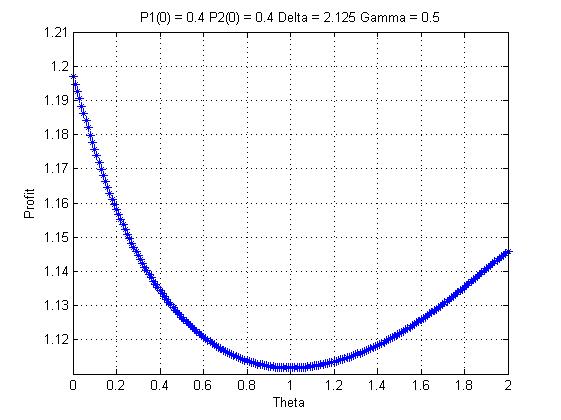 P1(0) = 0.4 P2(0) = 0.4 Delta = 2.125 Gamma = 0.5
1.21
1.2
1.19
1.18
1.17
1.16
1.15
1.14
1.13
1.12
Profit
0 0.2 0.4 0.6 0.8 1 1.2 1.4 1.6 1.8 2
Theta